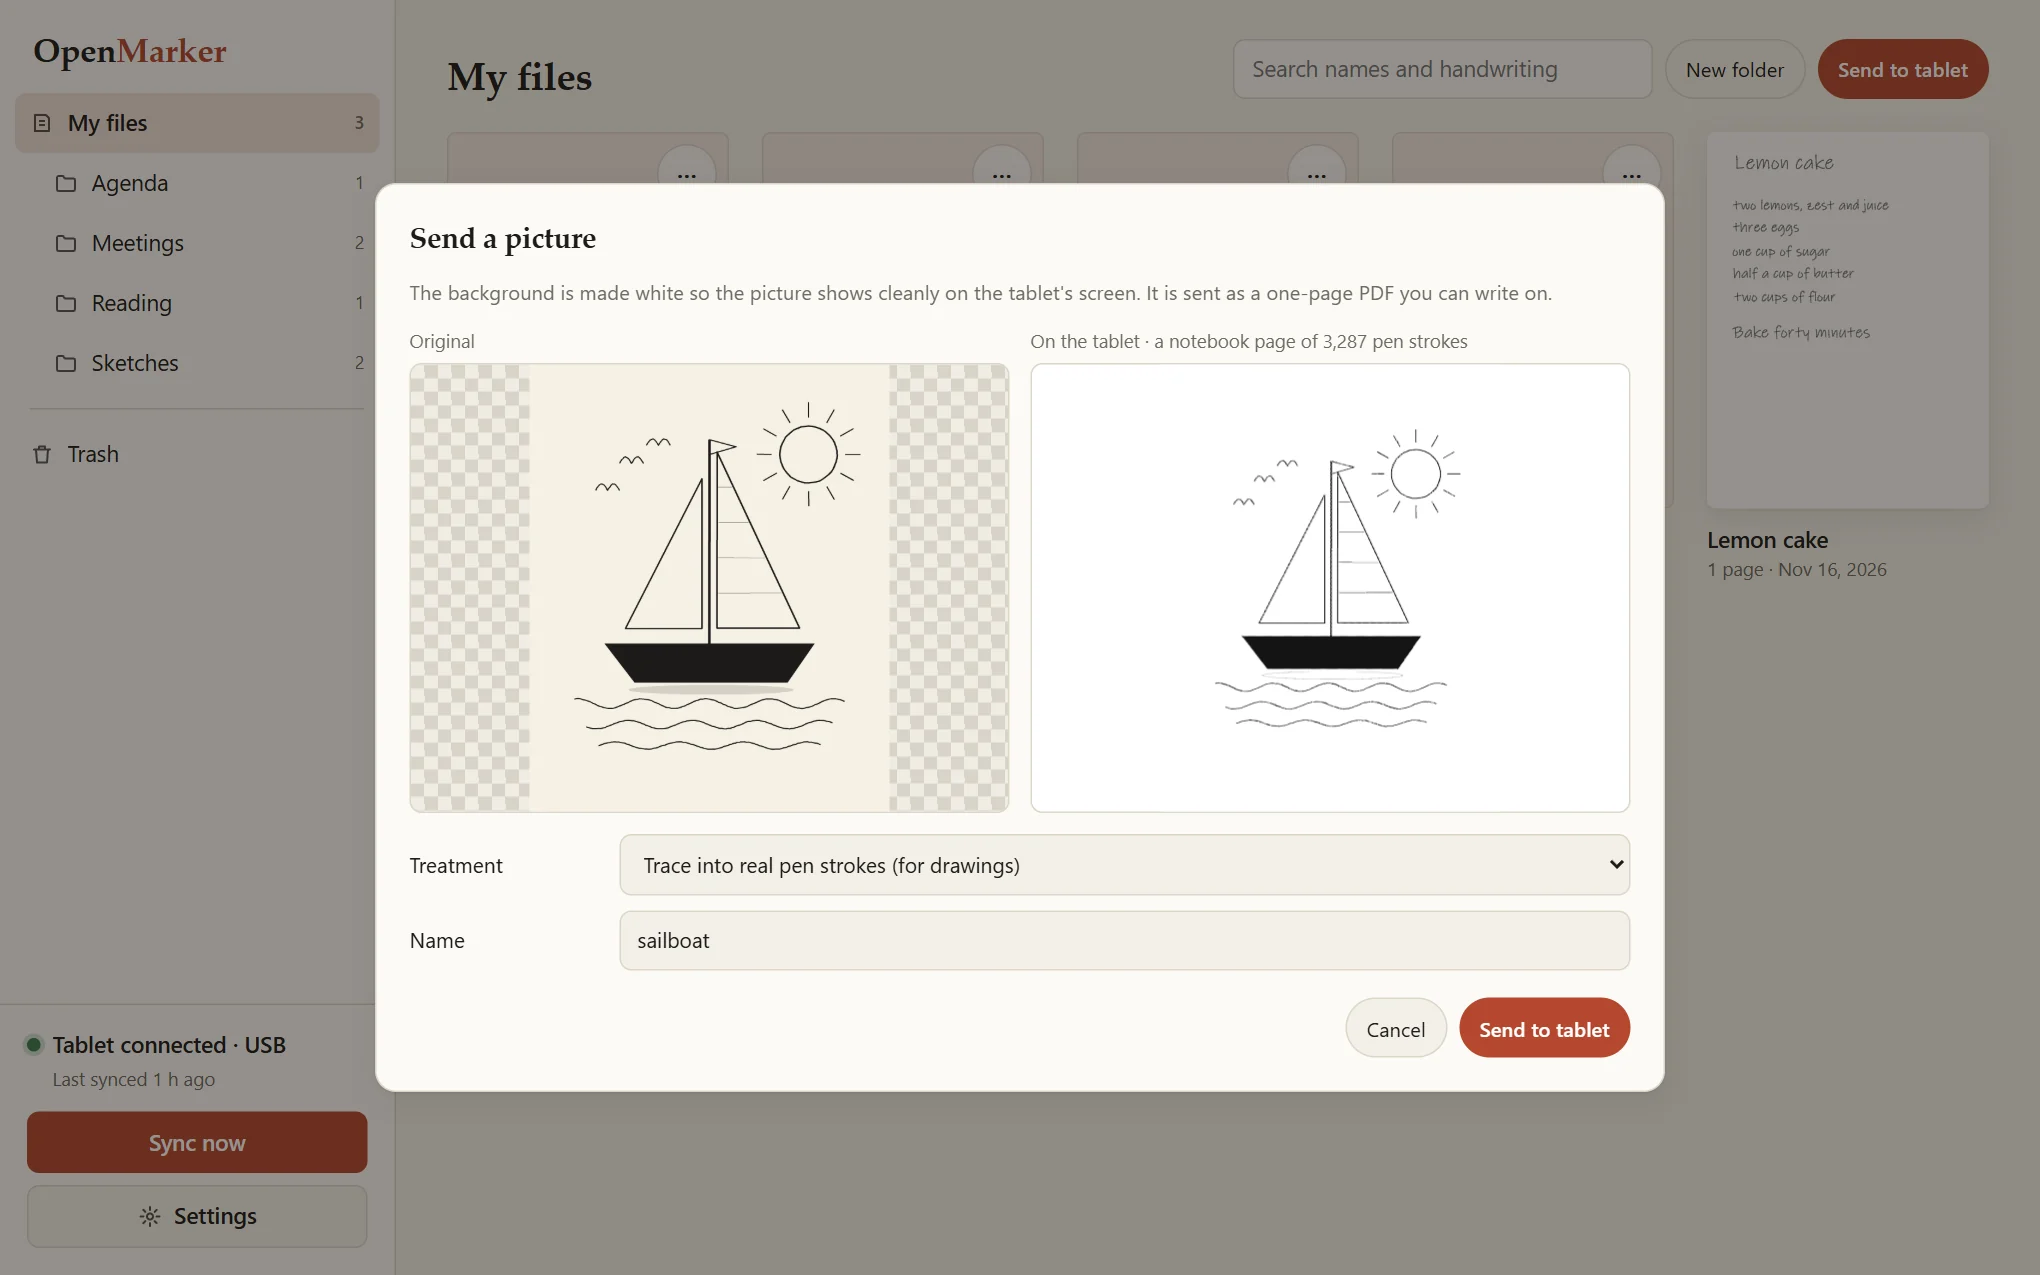 OpenMarker
My files 3
Agenda 1
Meetings 2
Reading 1
Sketches 2
Trash
Tablet connected · USB
Last synced 1 h ago
Sync now
Settings
My files
Search names and handwriting
New folder
Send to tablet
...
...
...
...
Lemon cake
two lemons, zest and juice
three eggs
one cup of sugar
half a cup of butter
two cups of flour
Bake forty minutes
Lemon cake
1 page · Nov 16, 2026
Send a picture
The background is made white so the picture shows cleanly on the tablet's screen. It is sent as a one-page PDF you can write on.
Original
On the tablet · a notebook page of 3,287 pen strokes
Treatment
Trace into real pen strokes (for drawings)
Name
sailboat
Cancel
Send to tablet